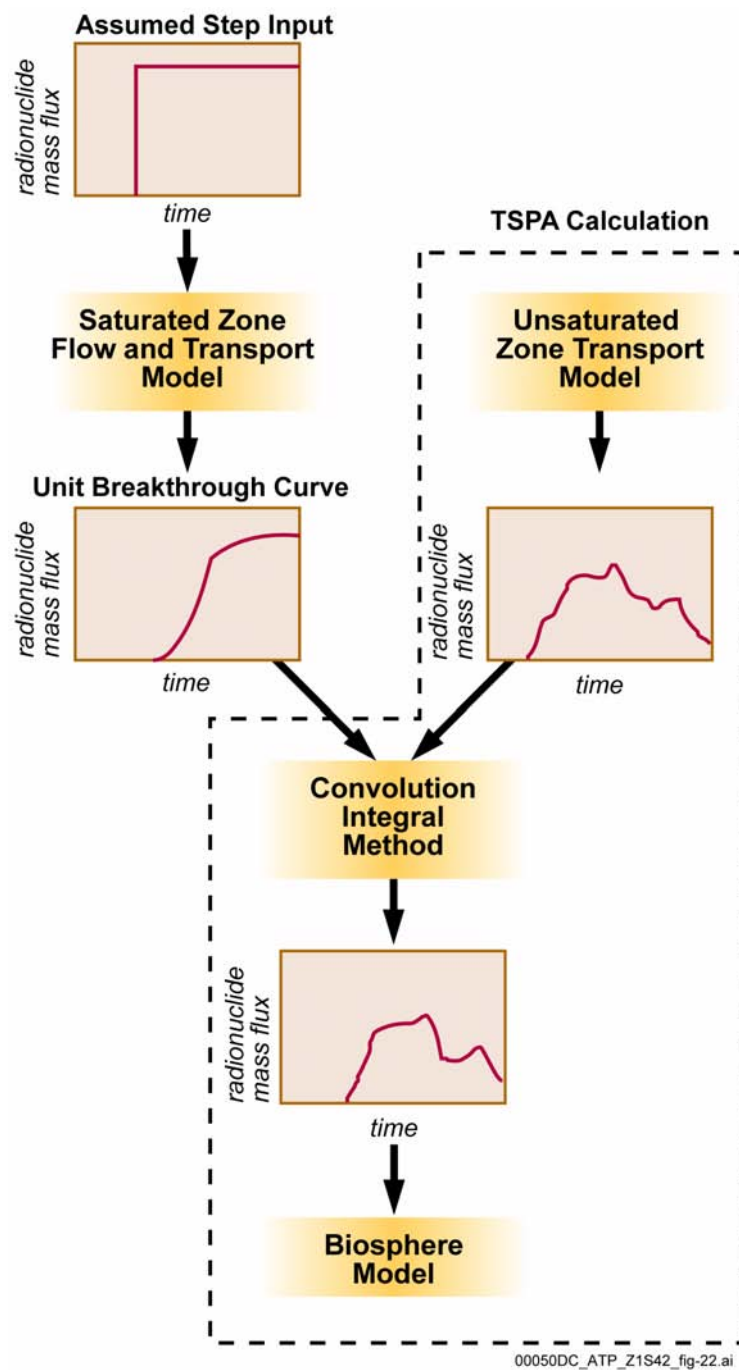 Assumed Step Input
radionuclide
mass flux
time
TSPA Calculation
Saturated Zone
Flow and Transport
Model
Unsaturated
Zone Transport
Model
Unit Breakthrough Curve
radionuclide
mass flux
time
radionuclide
mass flux
time
Convolution
Integral
Method
radionuclide
mass flux
time
Biosphere
Model
00050DC_ATP_Z1S42_fig-22.ai